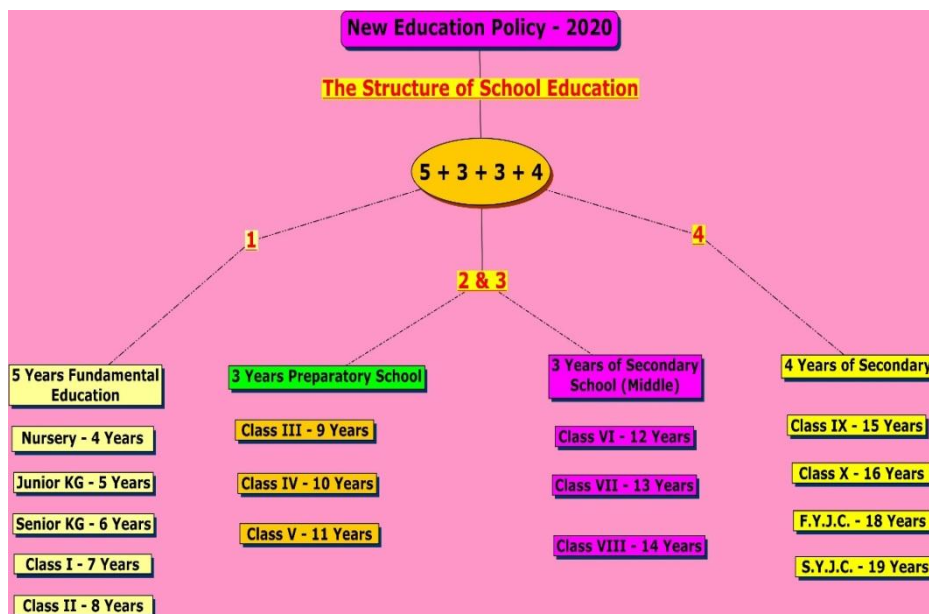 New Education Policy - 2020
The Structure of School Education
5 + 3 + 3 + 4
1
2 & 3
4
5 Years Fundamental
Education
Nursery - 4 Years
Junior KG - 5 Years
Senior KG - 6 Years
Class I - 7 Years
Class II - 8 Years
3 Years Preparatory School
Class III - 9 Years
Class IV - 10 Years
Class V - 11 Years
3 Years of Secondary
School (Middle)
Class VI - 12 Years
Class VII - 13 Years
Class VIII - 14 Years
4 Years of Secondary
Class IX - 15 Years
Class X - 16 Years
F.Y.J.C. - 18 Years
S.Y.J.C. - 19 Years